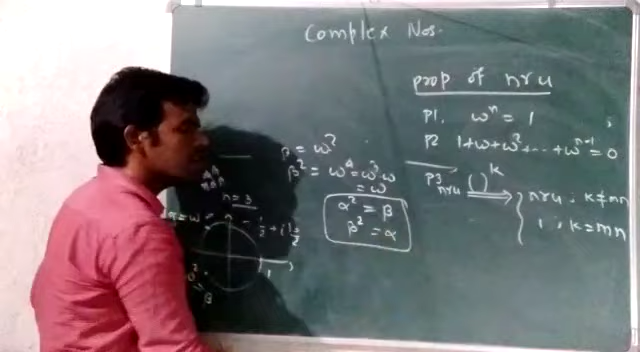 Complex Nos.
prop of nru
P1. ωⁿ = 1 ;
P2 1+ω+ω²+...+ωⁿ⁻¹=0
P3 nru ( )ᵏ ⟹ { nru ; k≠mn
1 ; k=mn
β = ω²
β² = ω⁴ = ω³.ω
= ω
α² = β
β² = α
n=3
α=ω=
1
β